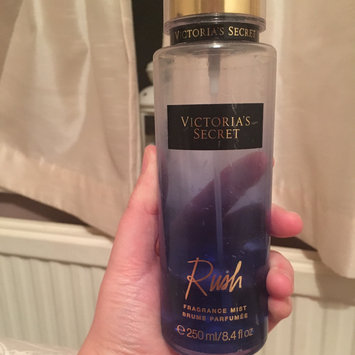 VICTORIA'S SECRET
VICTORIA'S
SECRET
Rush
FRAGRANCE MIST
BRUME PARFUMÉE
℮ 250 ml/8.4 fl oz